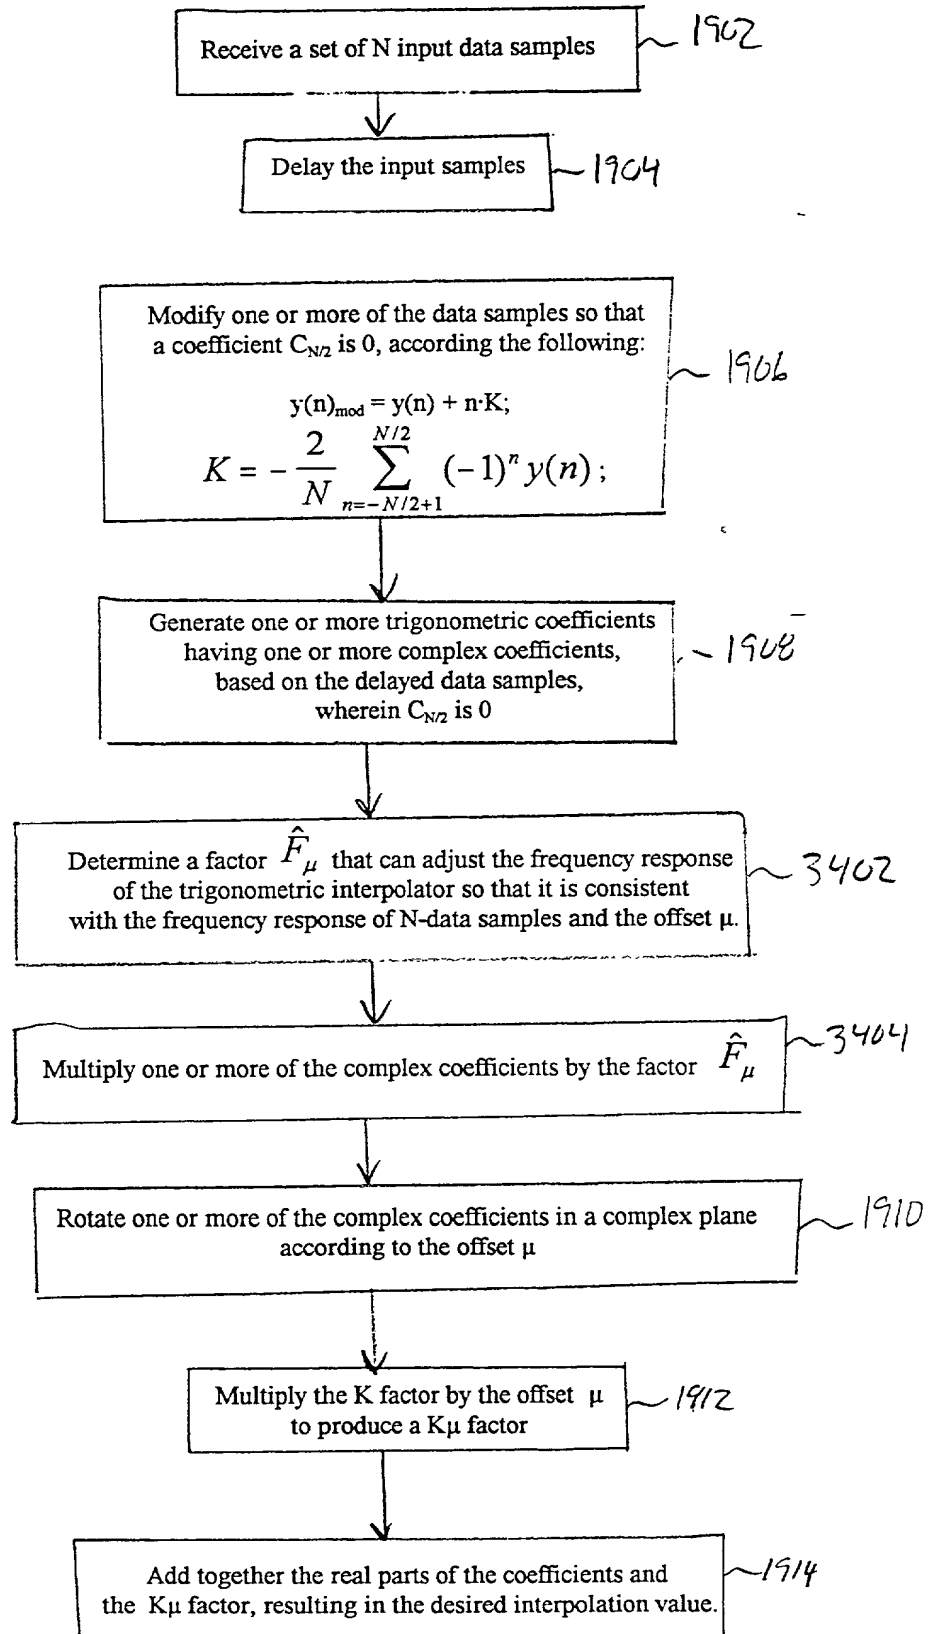 Receive a set of N input data samples
1902
Delay the input samples
1904
Modify one or more of the data samples so that
a coefficient C_{N/2} is 0, according the following:
y(n)_{mod} = y(n) + n·K;
K = - \frac{2}{N} \sum_{n=-N/2+1}^{N/2} (-1)^n y(n) ;
1906
Generate one or more trigonometric coefficients
having one or more complex coefficients,
based on the delayed data samples,
wherein C_{N/2} is 0
1908
Determine a factor \hat{F}_μ that can adjust the frequency response
of the trigonometric interpolator so that it is consistent
with the frequency response of N-data samples and the offset μ.
3402
Multiply one or more of the complex coefficients by the factor \hat{F}_μ
3404
Rotate one or more of the complex coefficients in a complex plane
according to the offset μ
1910
Multiply the K factor by the offset μ
to produce a Kμ factor
1912
Add together the real parts of the coefficients and
the Kμ factor, resulting in the desired interpolation value.
1914